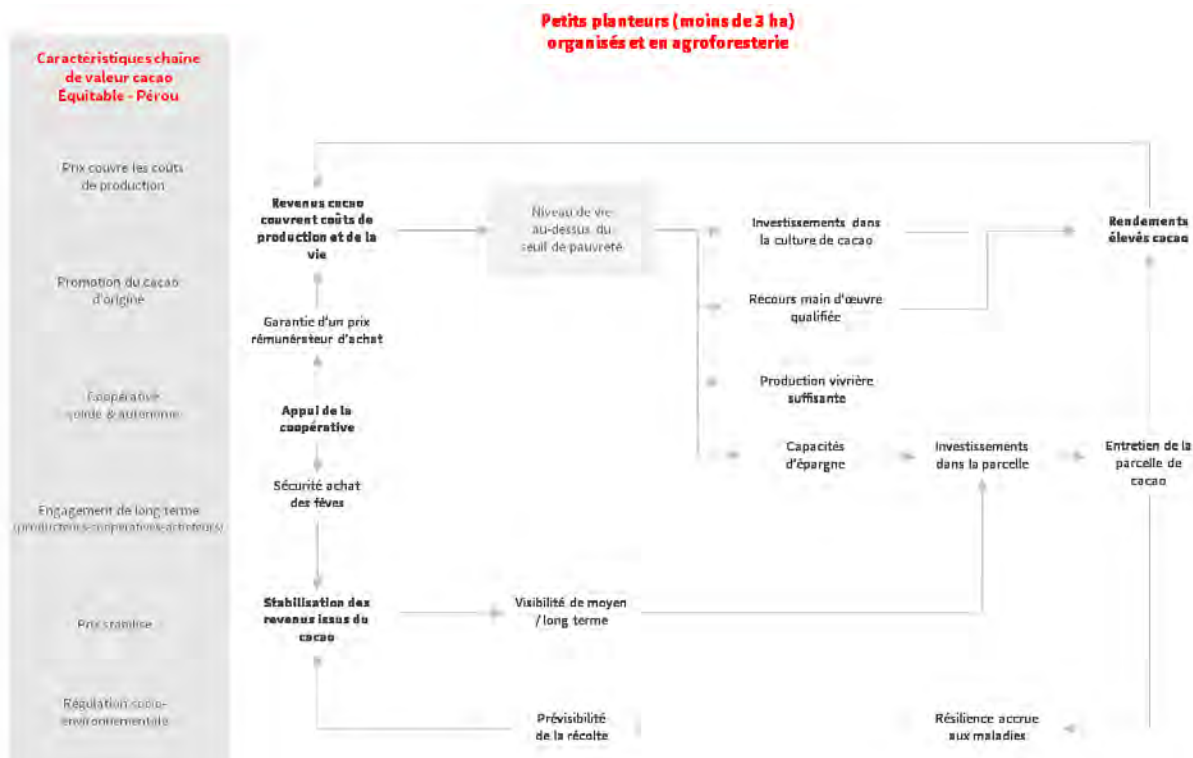 Petits planteurs (moins de 3 ha)
organisés et en agroforesterie
Caractéristiques chaîne
de valeur cacao
Équitable - Pérou
Prix couvre les coûts
de production
Promotion du cacao
d'origine
Coopérative
solide & autonome
Engagement de long terme
(producteurs-coopératives-acheteurs)
Prix stabilisé
Régulation socio-
environnementale
Revenus cacao
couvrent coûts de
production et de la
vie
Garantie d'un prix
rémunérateur d'achat
Appui de la
coopérative
Sécurité achat
des fèves
Stabilisation des
revenus issus du
cacao
Niveau de vie
au-dessus du
seuil de pauvreté
Investissements dans
la culture de cacao
Recours main d'œuvre
qualifiée
Production vivrière
suffisante
Capacités
d'épargne
Investissements
dans la parcelle
Rendements
élevés cacao
Entretien de la
parcelle de
cacao
Visibilité de moyen
/ long terme
Prévisibilité
de la récolte
Résilience accrue
aux maladies